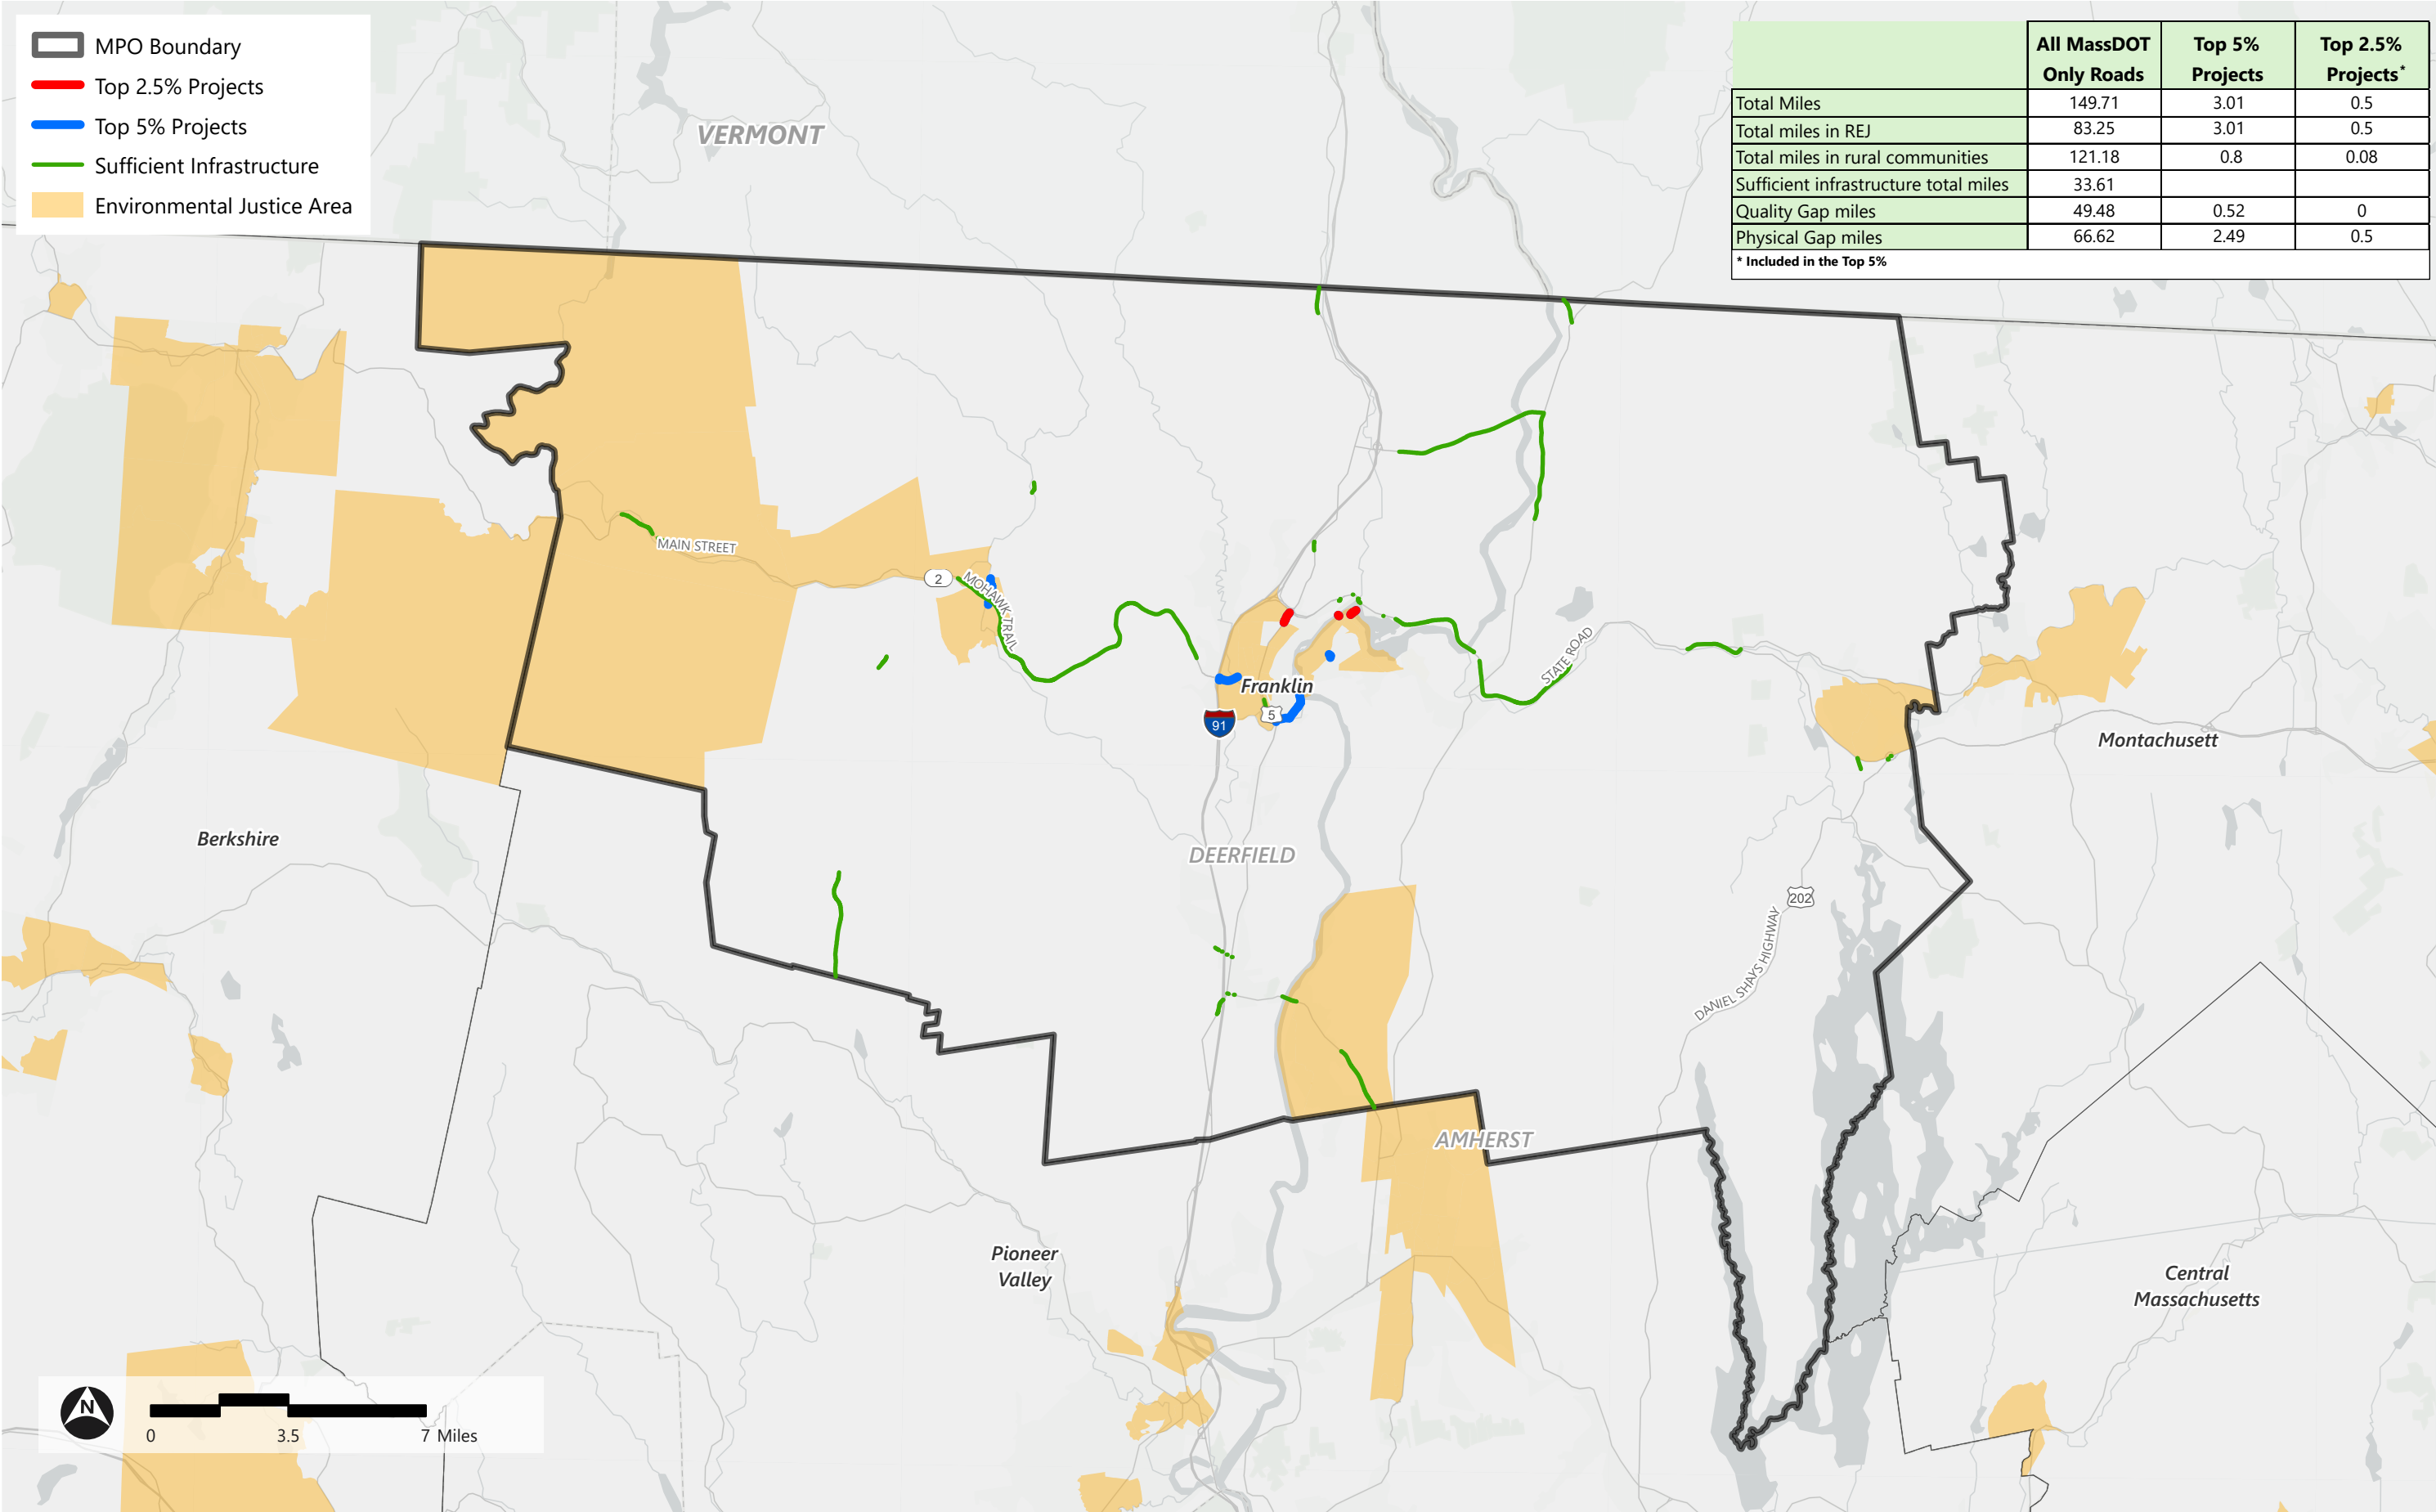 MPO Boundary
Top 2.5% Projects
Top 5% Projects
Sufficient Infrastructure
Environmental Justice Area
All MassDOT Only Roads Top 5% Projects Top 2.5% Projects*
Total Miles 149.71 3.01 0.5
Total miles in REJ 83.25 3.01 0.5
Total miles in rural communities 121.18 0.8 0.08
Sufficient infrastructure total miles 33.61
Quality Gap miles 49.48 0.52 0
Physical Gap miles 66.62 2.49 0.5
* Included in the Top 5%
VERMONT
MAIN STREET
2
MOHAWK TRAIL
STATE ROAD
Franklin
5
91
Montachusett
Berkshire
DEERFIELD
202
DANIEL SHAYS HIGHWAY
AMHERST
Pioneer
Valley
Central
Massachusetts
N
0 3.5 7 Miles